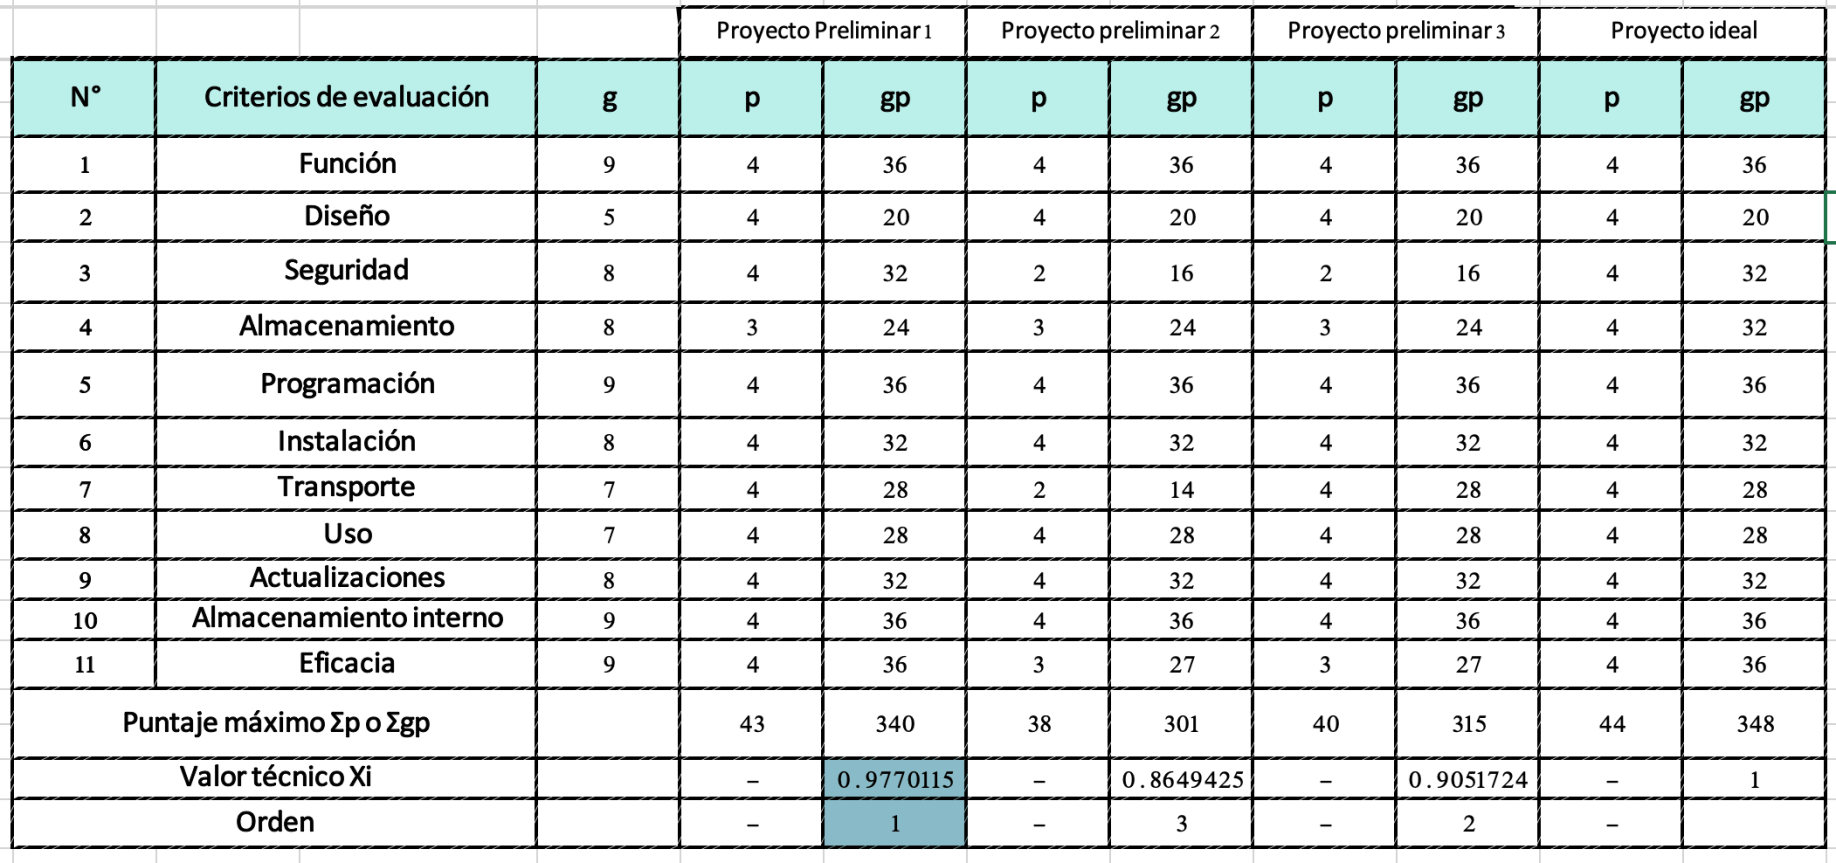 Proyecto Preliminar 1 Proyecto preliminar 2 Proyecto preliminar 3 Proyecto ideal
N° Criterios de evaluación g p gp p gp p gp p gp
1 Función 9 4 36 4 36 4 36 4 36
2 Diseño 5 4 20 4 20 4 20 4 20
3 Seguridad 8 4 32 2 16 2 16 4 32
4 Almacenamiento 8 3 24 3 24 3 24 4 32
5 Programación 9 4 36 4 36 4 36 4 36
6 Instalación 8 4 32 4 32 4 32 4 32
7 Transporte 7 4 28 2 14 4 28 4 28
8 Uso 7 4 28 4 28 4 28 4 28
9 Actualizaciones 8 4 32 4 32 4 32 4 32
10 Almacenamiento interno 9 4 36 4 36 4 36 4 36
11 Eficacia 9 4 36 3 27 3 27 4 36
Puntaje máximo Σp o Σgp 43 340 38 301 40 315 44 348
Valor técnico Xi – 0.9770115 – 0.8649425 – 0.9051724 – 1
Orden – 1 – 3 – 2 –